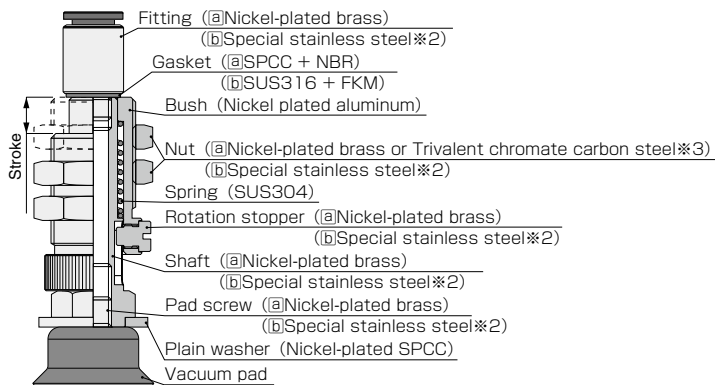 Fitting (ⓐNickel-plated brass)
(ⓑSpecial stainless steel※2)
Gasket (ⓐSPCC + NBR)
(ⓑSUS316 + FKM)
Bush (Nickel plated aluminum)
Stroke
Nut (ⓐNickel-plated brass or Trivalent chromate carbon steel※3)
(ⓑSpecial stainless steel※2)
Spring (SUS304)
Rotation stopper (ⓐNickel-plated brass)
(ⓑSpecial stainless steel※2)
Shaft (ⓐNickel-plated brass)
(ⓑSpecial stainless steel※2)
Pad screw (ⓐNickel-plated brass)
(ⓑSpecial stainless steel※2)
Plain washer (Nickel-plated SPCC)
Vacuum pad